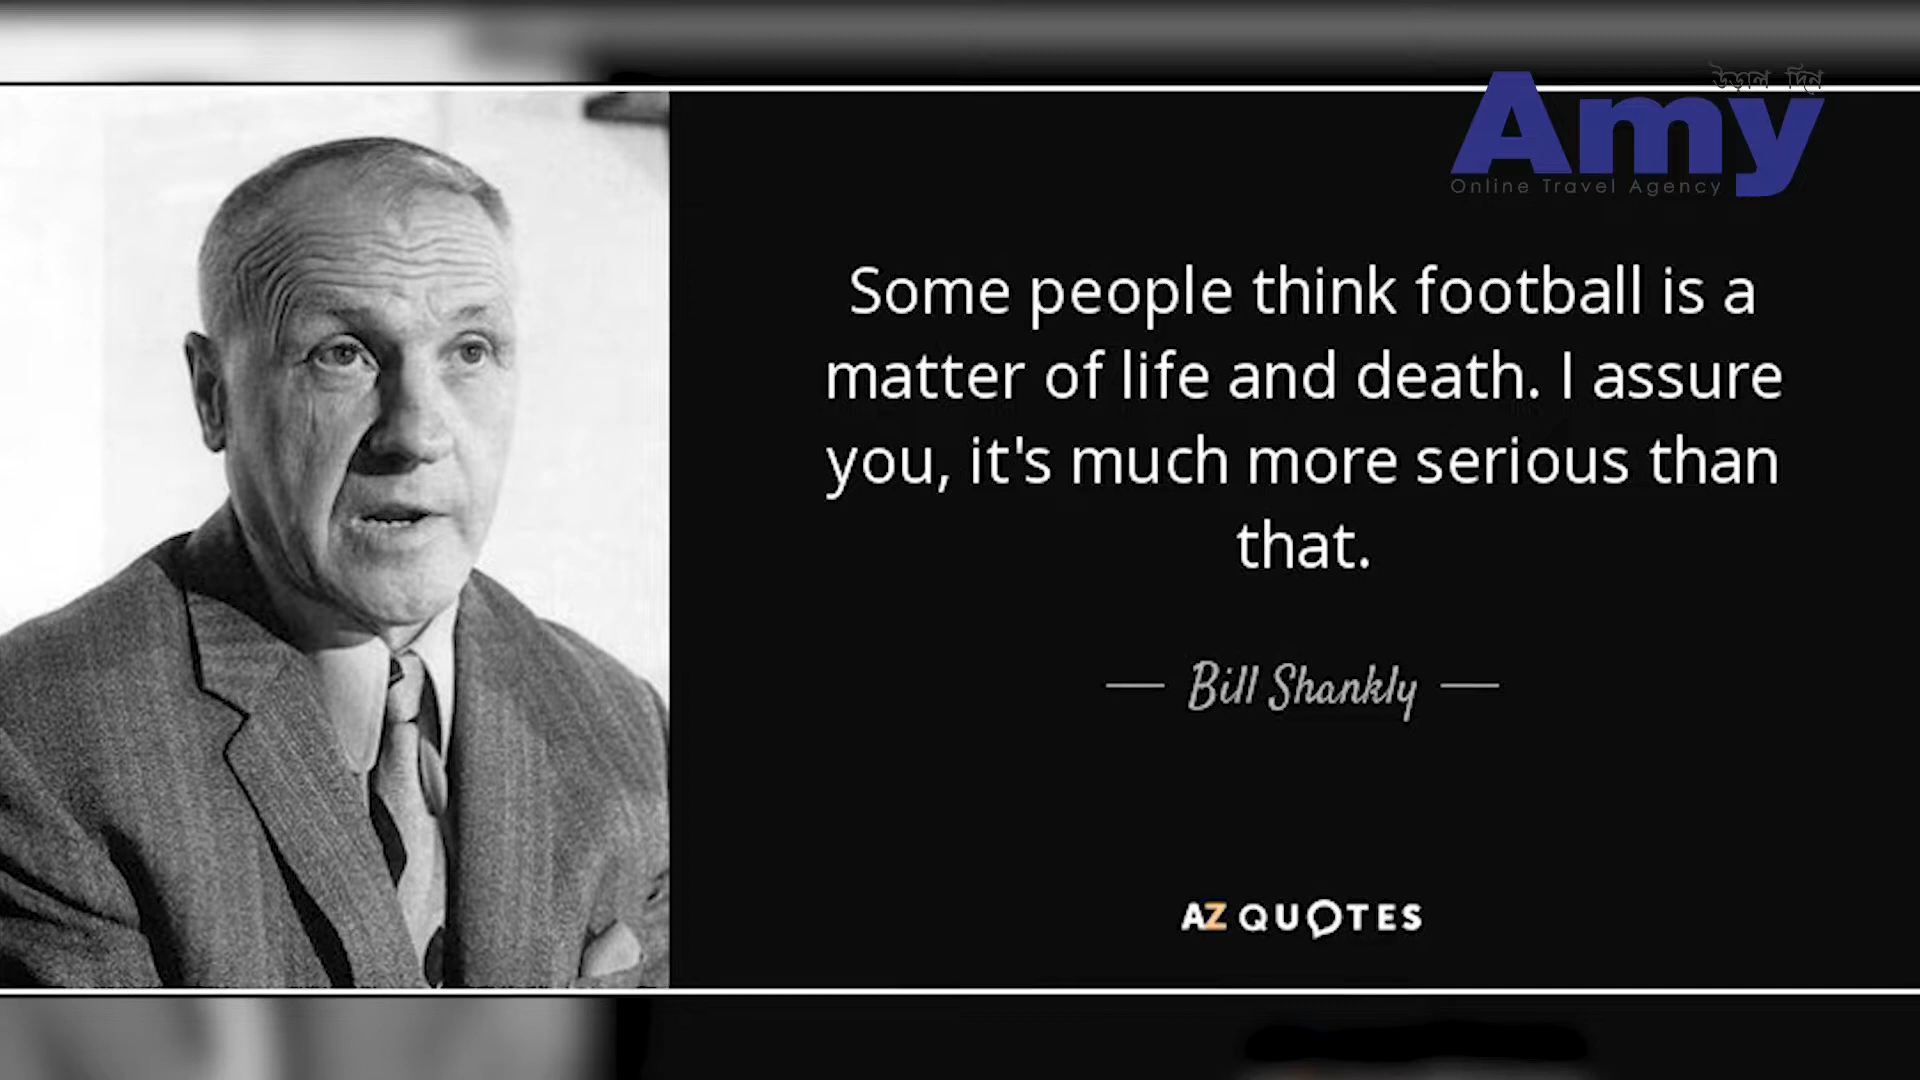 Amy
Online Travel Agency
Some people think football is a
matter of life and death. I assure
you, it's much more serious than
that.
Bill Shankly
AZ QUOTES